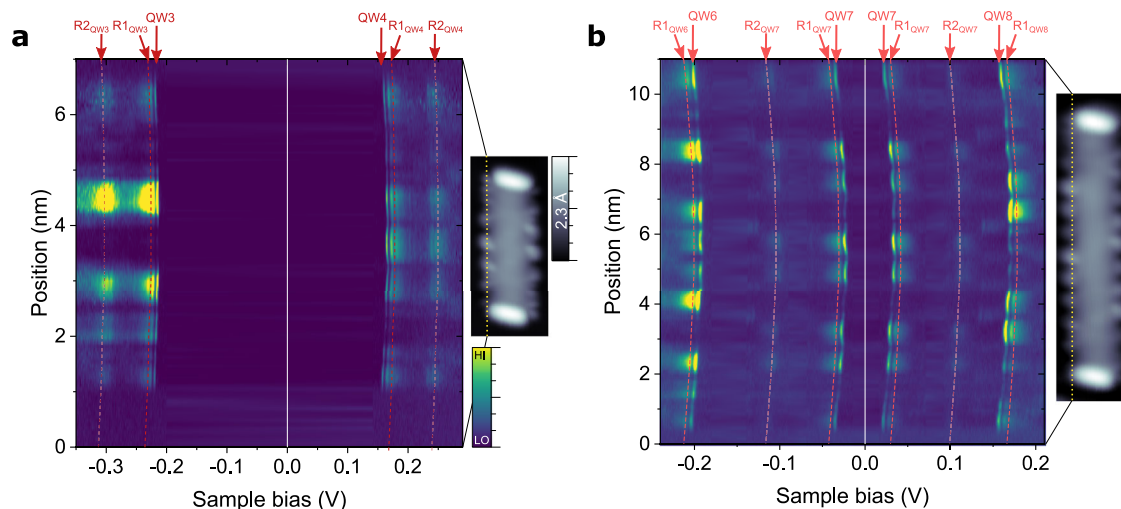 a
R2QW3
R1QW3
QW3
QW4
R1QW4
R2QW4
Position (nm)
6
4
2
0
-0.3
-0.2
-0.1
0.0
0.1
0.2
Sample bias (V)
2.3 Å
HI
LO
b
R1QW6
QW6
R2QW7
R1QW7
QW7
QW7
R1QW7
R2QW7
QW8
R1QW8
Position (nm)
10
8
6
4
2
0
-0.2
-0.1
0.0
0.1
0.2
Sample bias (V)